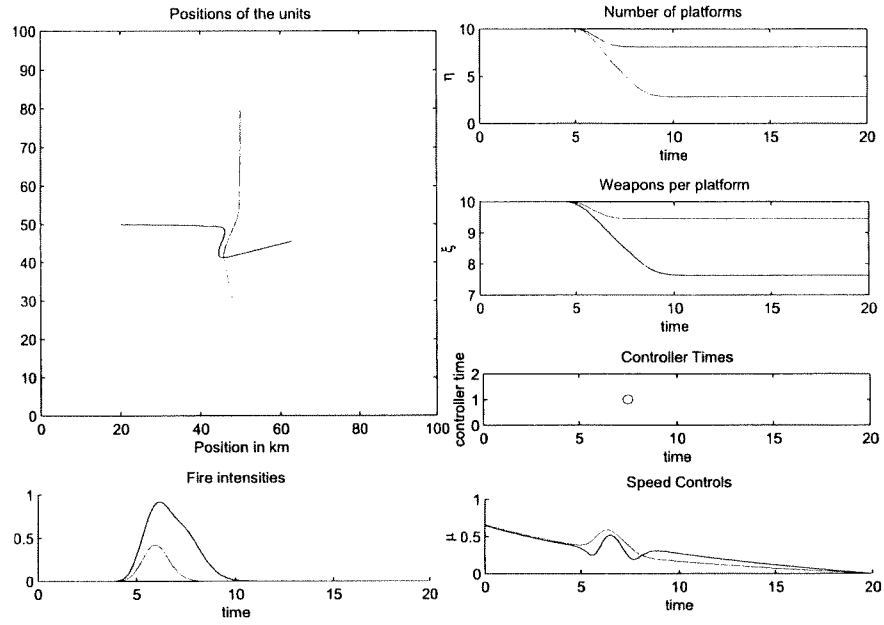 Positions of the units
100
90
80
70
60
50
40
30
20
10
0
0 20 40 60 80 100
Position in km
Fire intensities
1
0.5
0
0 5 10 15 20
time
Number of platforms
10
5
0
η
0 5 10 15 20
time
Weapons per platform
10
9
8
7
ξ
0 5 10 15 20
time
Controller Times
2
1
0
controller time
0 5 10 15 20
time
Speed Controls
1
0.5
0
μ
0 5 10 15 20
time